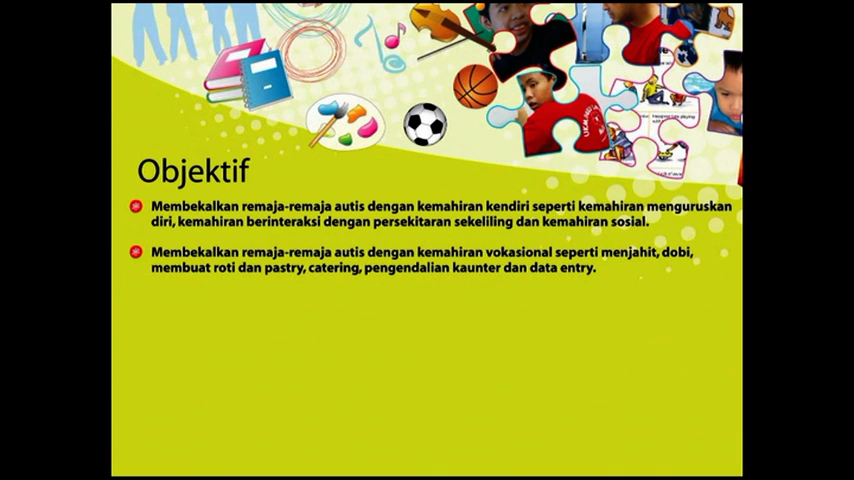 Objektif
Membekalkan remaja-remaja autis dengan kemahiran kendiri seperti kemahiran menguruskan
diri, kemahiran berinteraksi dengan persekitaran sekeliling dan kemahiran sosial.
Membekalkan remaja-remaja autis dengan kemahiran vokasional seperti menjahit, dobi,
membuat roti dan pastry, catering, pengendalian kaunter dan data entry.